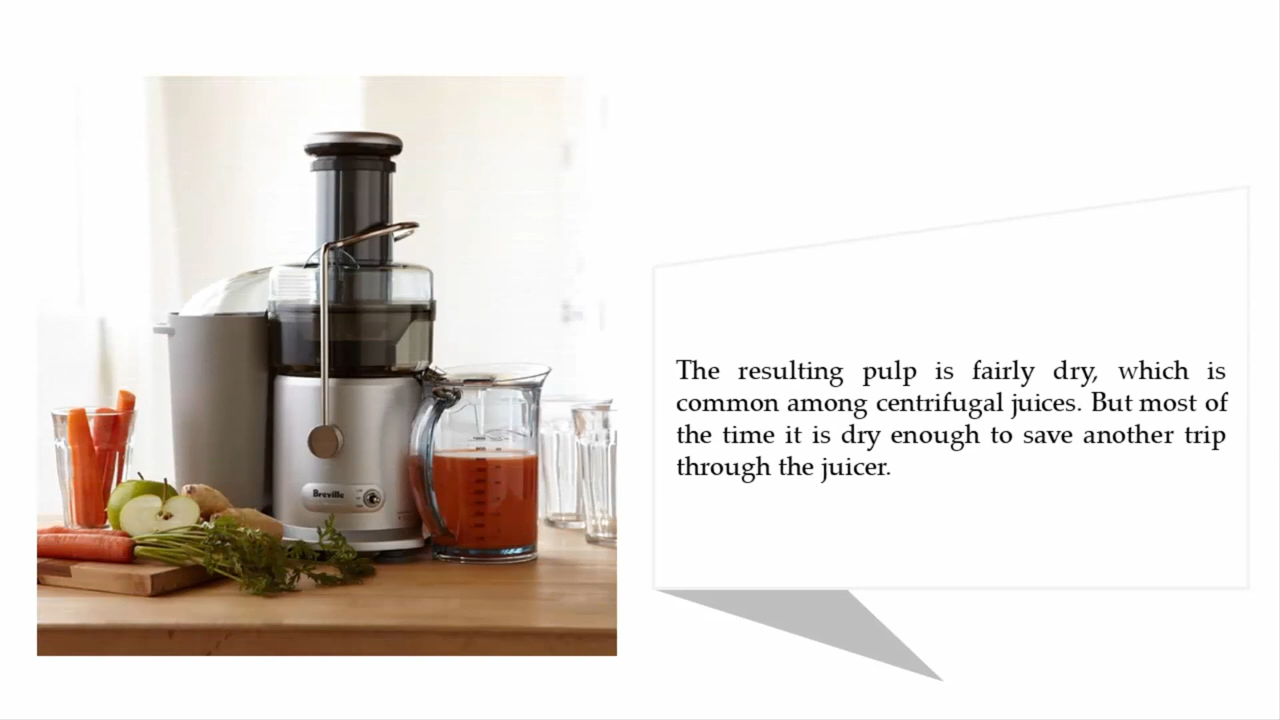 Breville
The resulting pulp is fairly dry, which is
common among centrifugal juices. But most of
the time it is dry enough to save another trip
through the juicer.